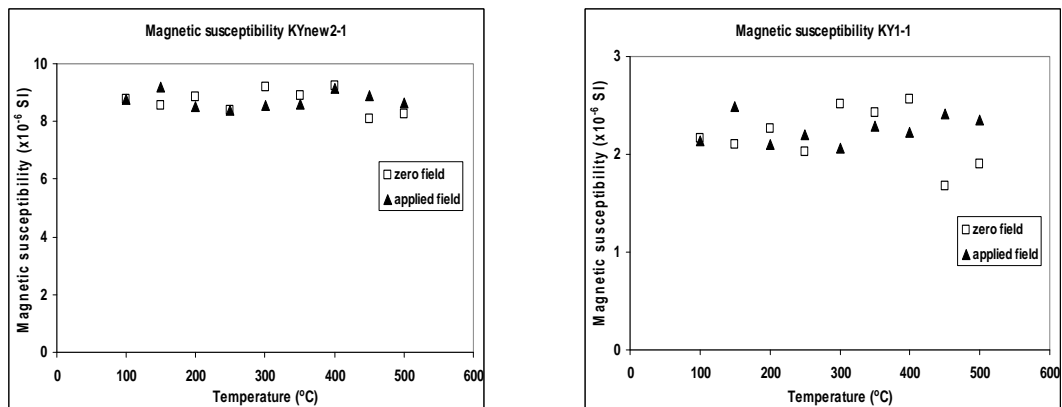 Magnetic susceptibility KYnew2-1
10
8
6
4
2
0
0 100 200 300 400 500 600
Magnetic susceptibility (x10-6 SI)
Temperature (ºC)
zero field
applied field
Magnetic susceptibility KY1-1
3
2
1
0
0 100 200 300 400 500 600
Magnetic susceptibility (x10-6 SI)
Temperature (ºC)
zero field
applied field